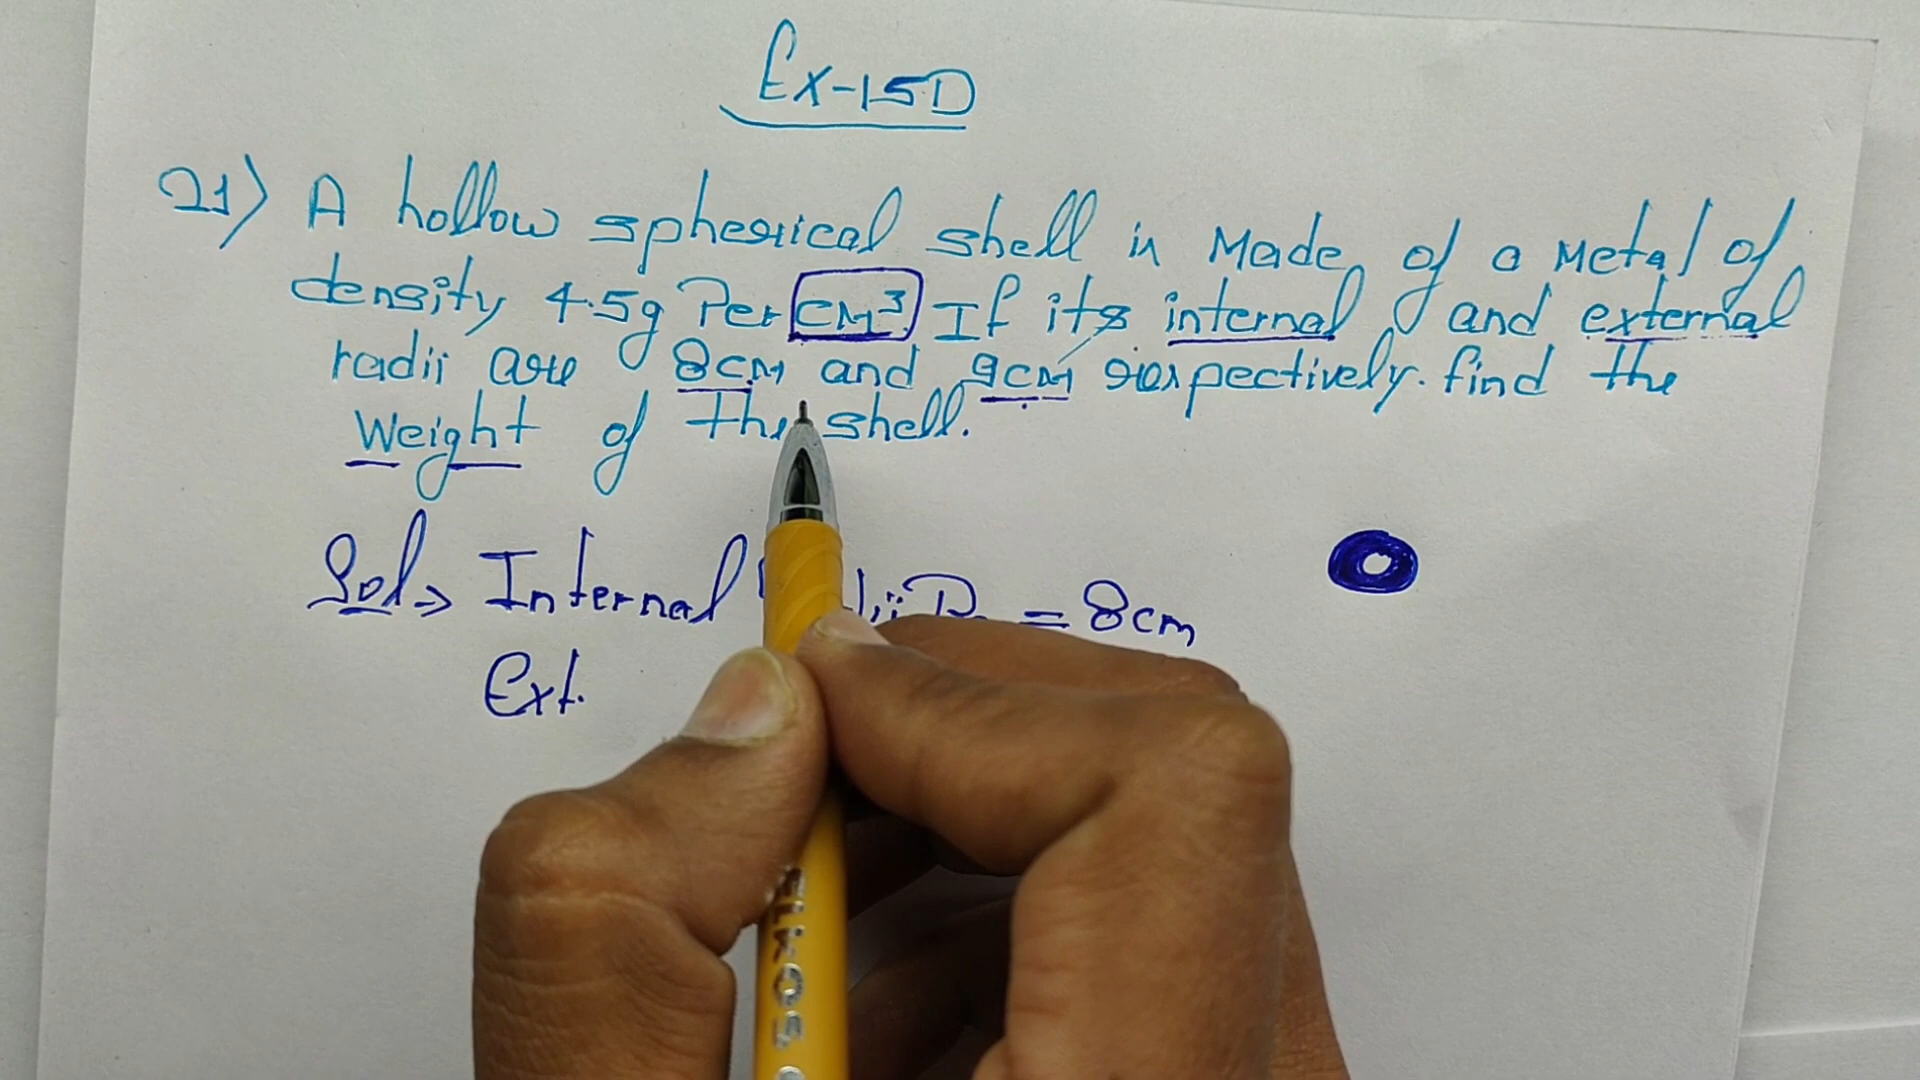 Ex-15D
21) A hollow spherical shell is Made of a Metal of
density 4.5g Per cm³. If its internal and external
radii are 8cm and 9cm respectively. find the
Weight of the shell.
Sol → Internal = 8cm
Ext.
elkos